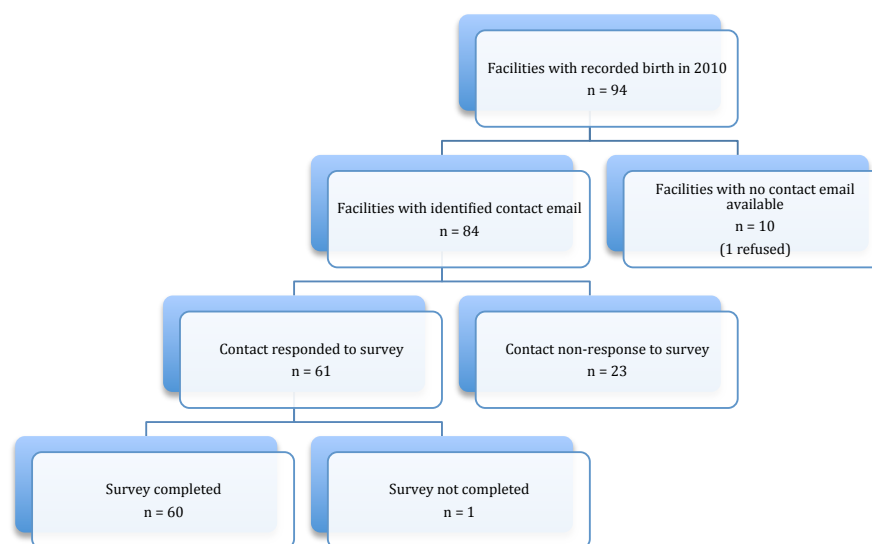 Facilities with recorded birth in 2010
n = 94
Facilities with identified contact email
n = 84
Facilities with no contact email
available
n = 10
(1 refused)
Contact responded to survey
n = 61
Contact non-response to survey
n = 23
Survey completed
n = 60
Survey not completed
n = 1